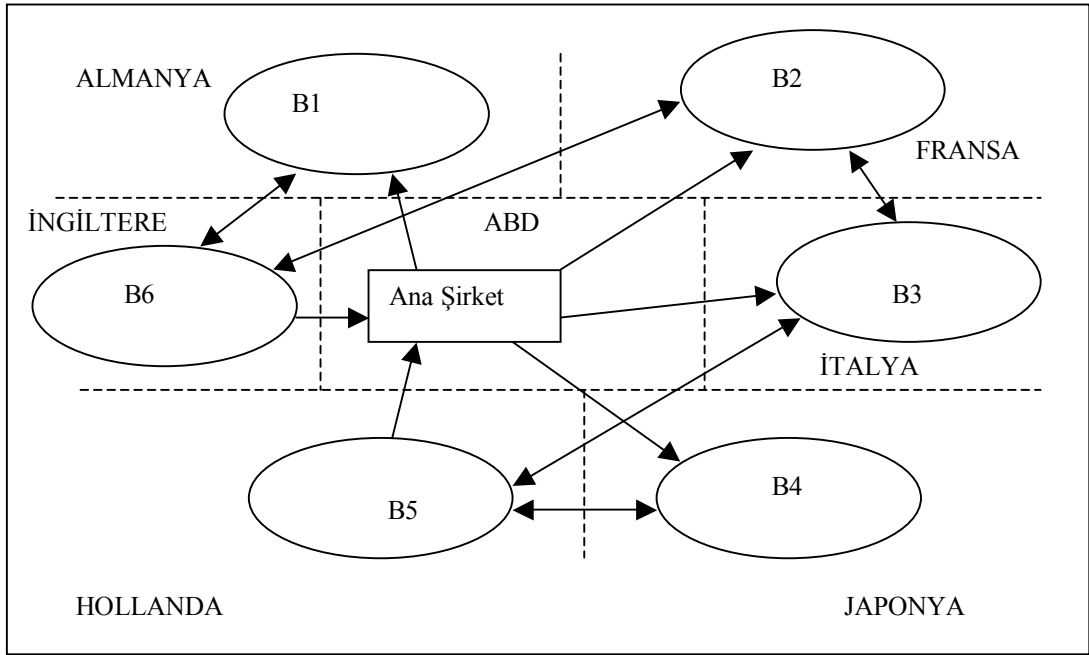 ALMANYA
B1
B2
FRANSA
İNGİLTERE
ABD
B6
Ana Şirket
B3
İTALYA
B5
B4
HOLLANDA
JAPONYA